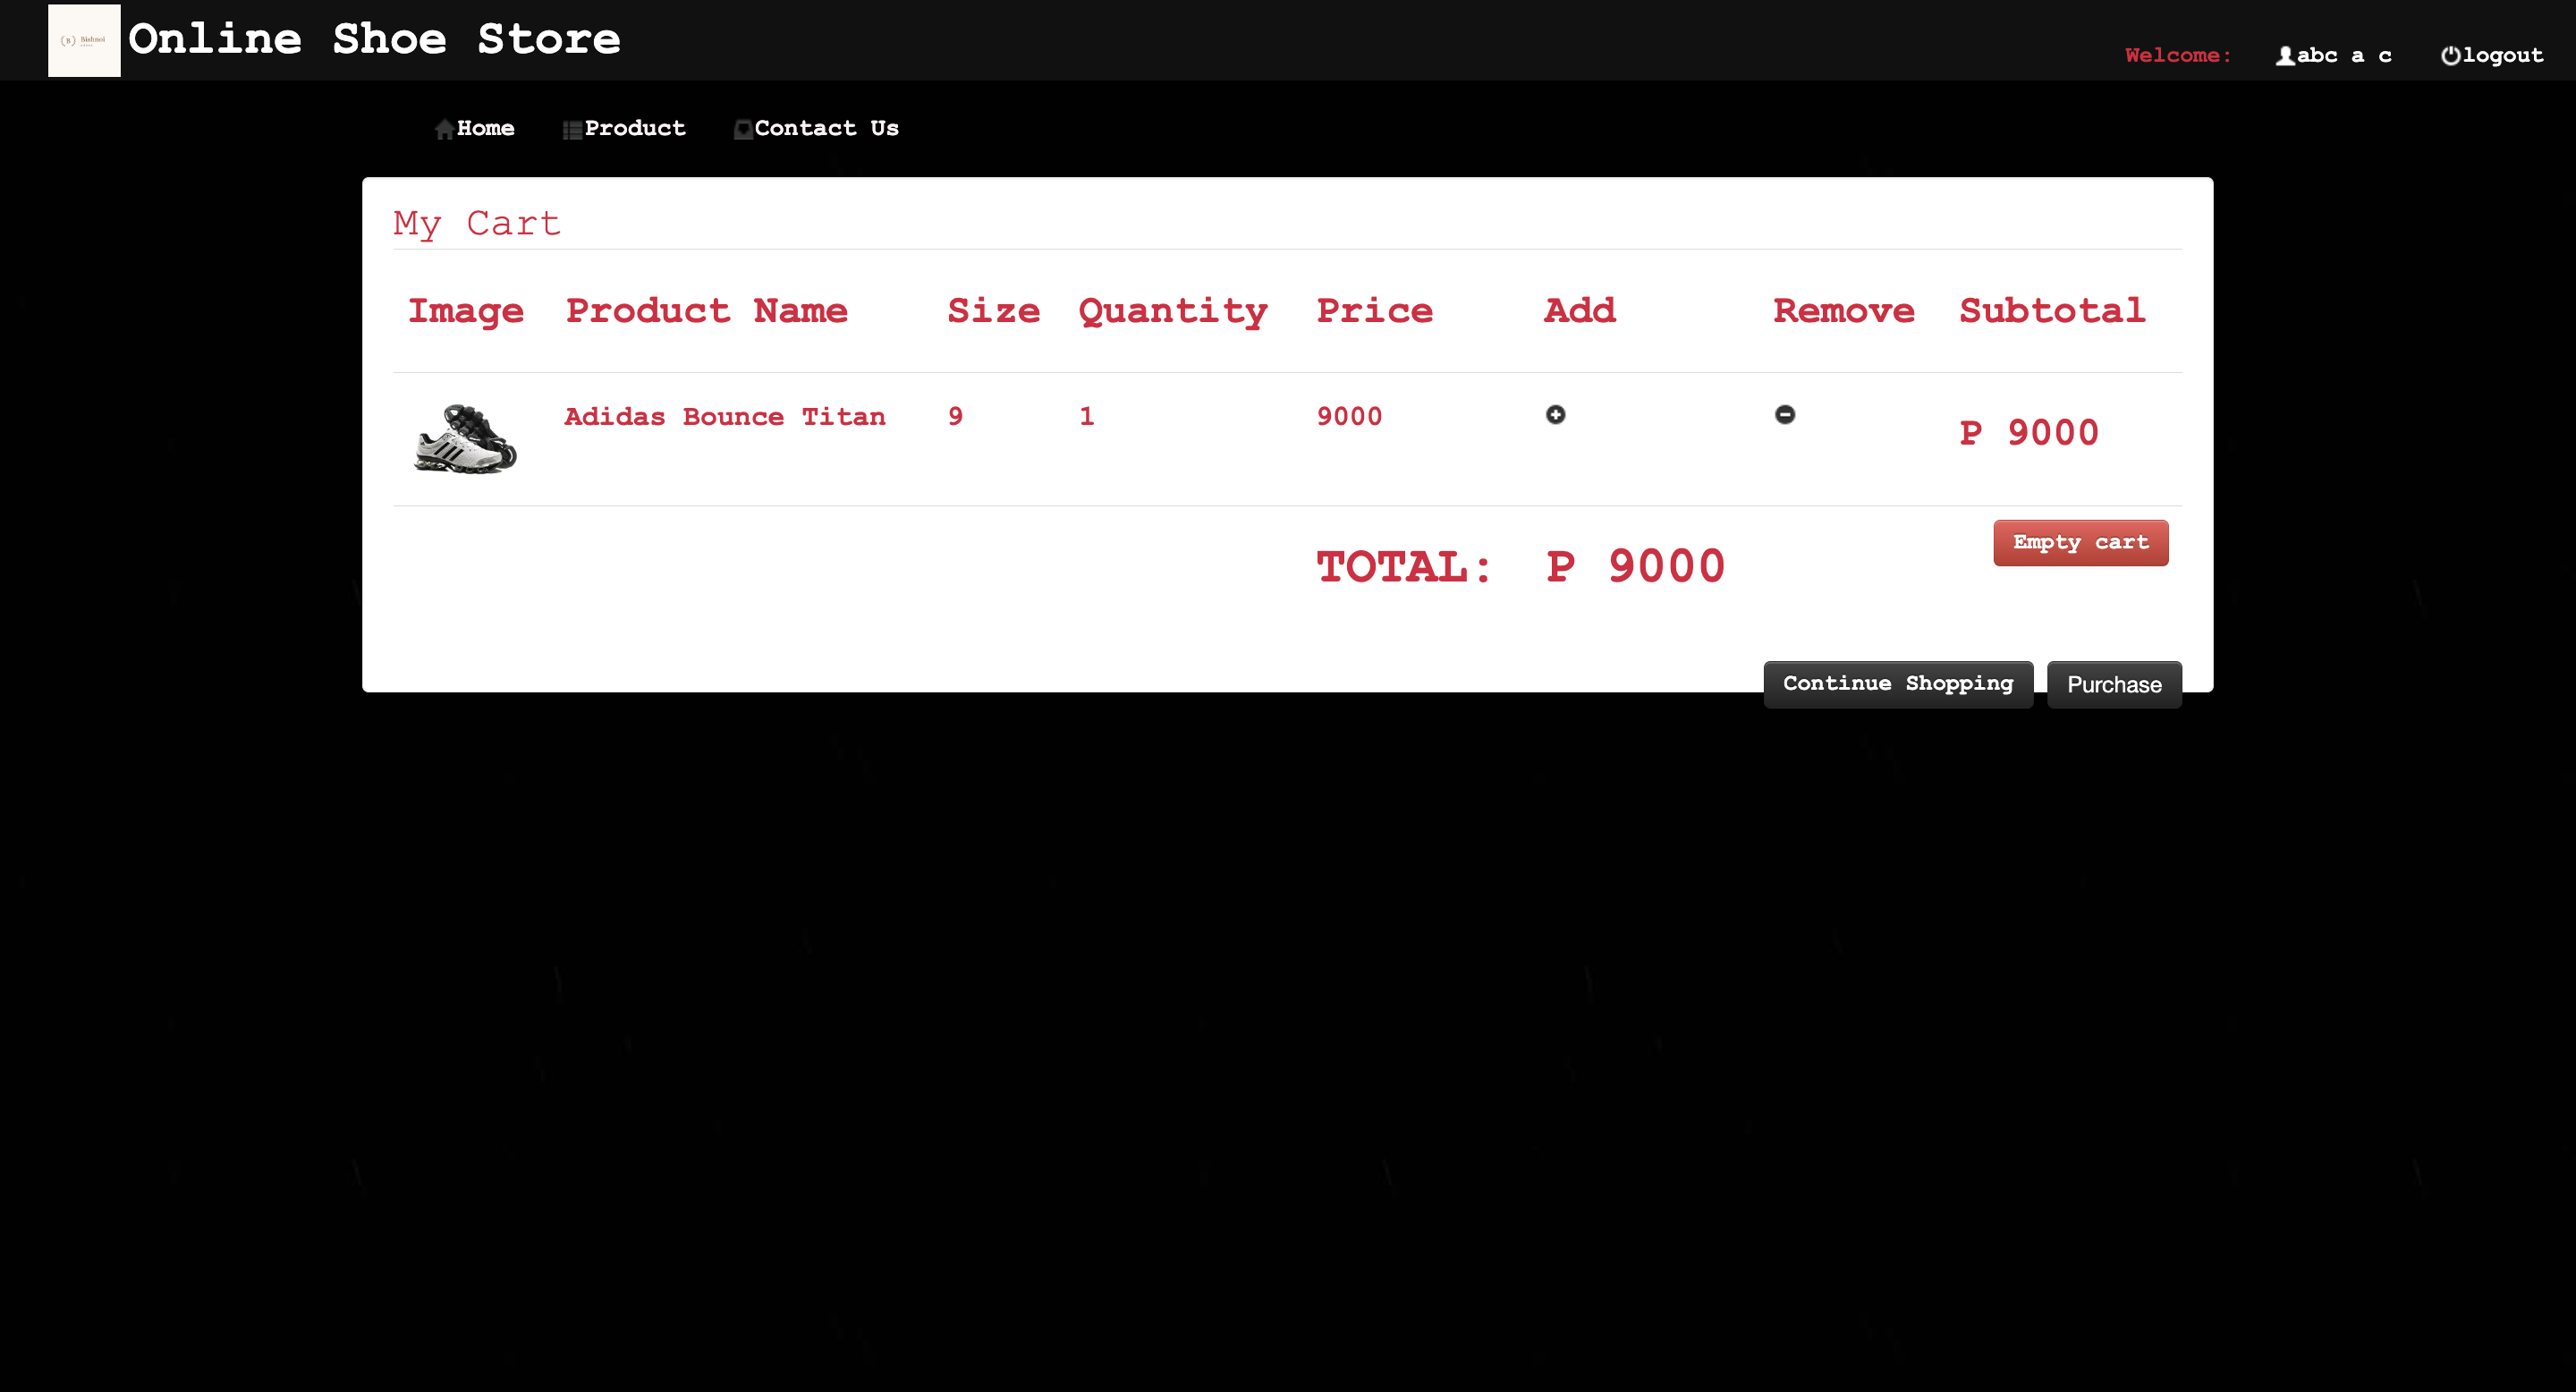 Bishnoi
Online Shoe Store
Welcome: abc a c logout
Home Product Contact Us
My Cart
Image Product Name Size Quantity Price Add Remove Subtotal
Adidas Bounce Titan 9 1 9000 P 9000
TOTAL: P 9000 Empty cart
Continue Shopping Purchase